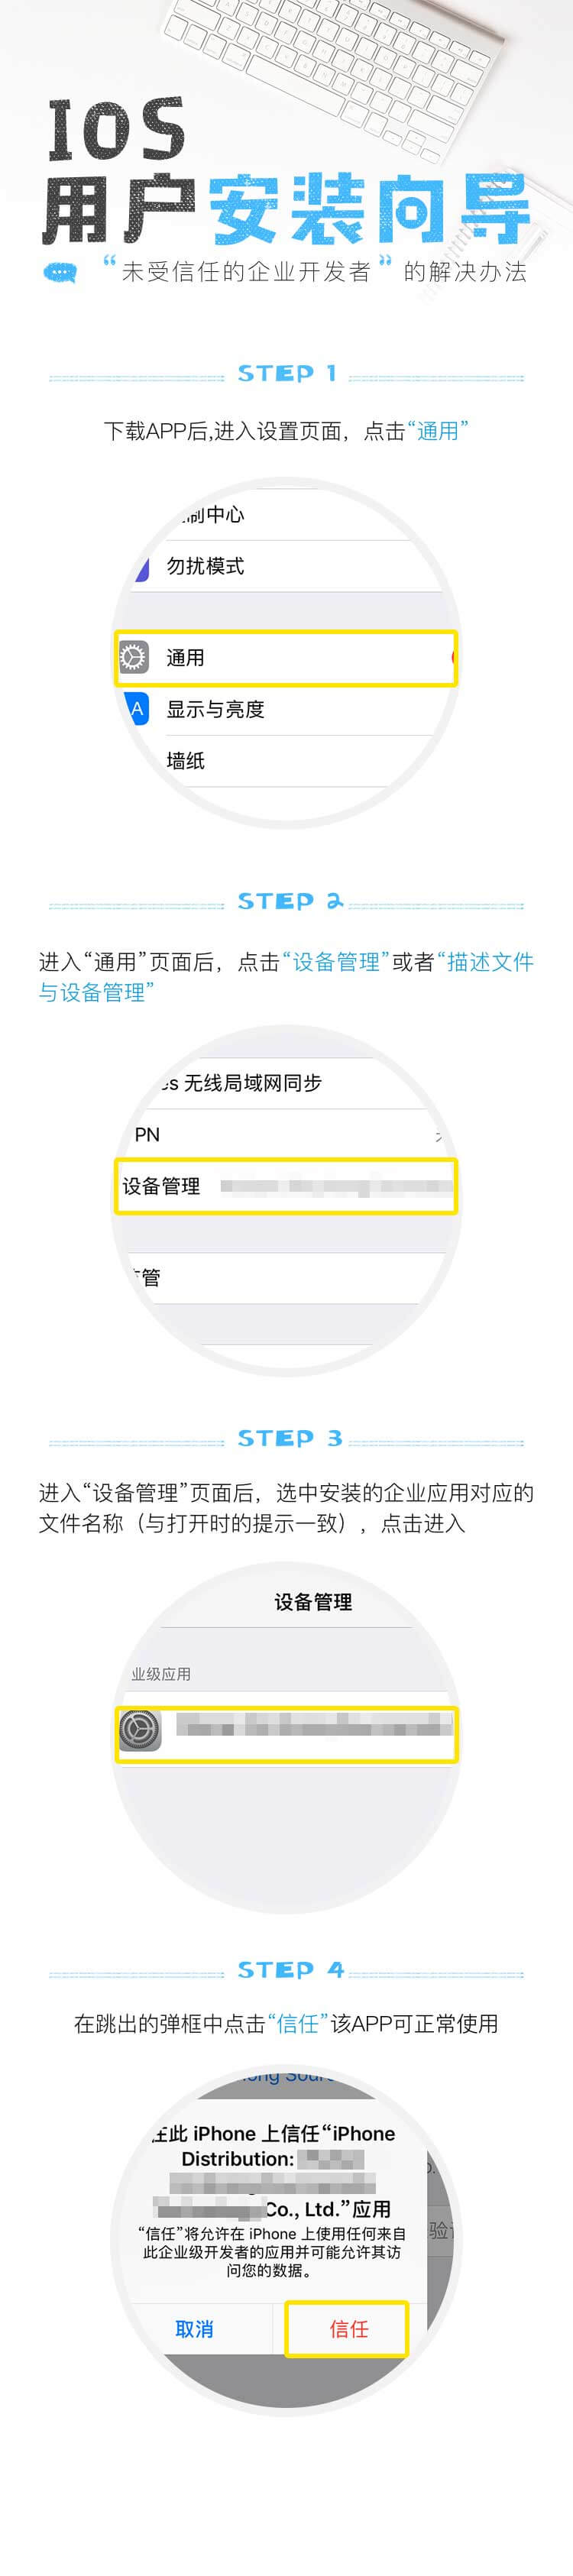 IOS
用户安装向导
“未受信任的企业开发者”的解决办法
STEP 1
下载APP后,进入设置页面，点击“通用”
制中心
勿扰模式
通用
A
显示与亮度
墙纸
STEP 2
进入“通用”页面后，点击“设备管理”或者“描述文件
与设备管理”
es 无线局域网同步
PN
设备管理
管
STEP 3
进入“设备管理”页面后，选中安装的企业应用对应的
文件名称（与打开时的提示一致），点击进入
设备管理
业级应用
STEP 4
在跳出的弹框中点击“信任”该APP可正常使用
在此 iPhone 上信任“iPhone
Distribution:
Co., Ltd.”应用
“信任”将允许在 iPhone 上使用任何来自
此企业级开发者的应用并可能允许其访
问您的数据。
验
取消
信任